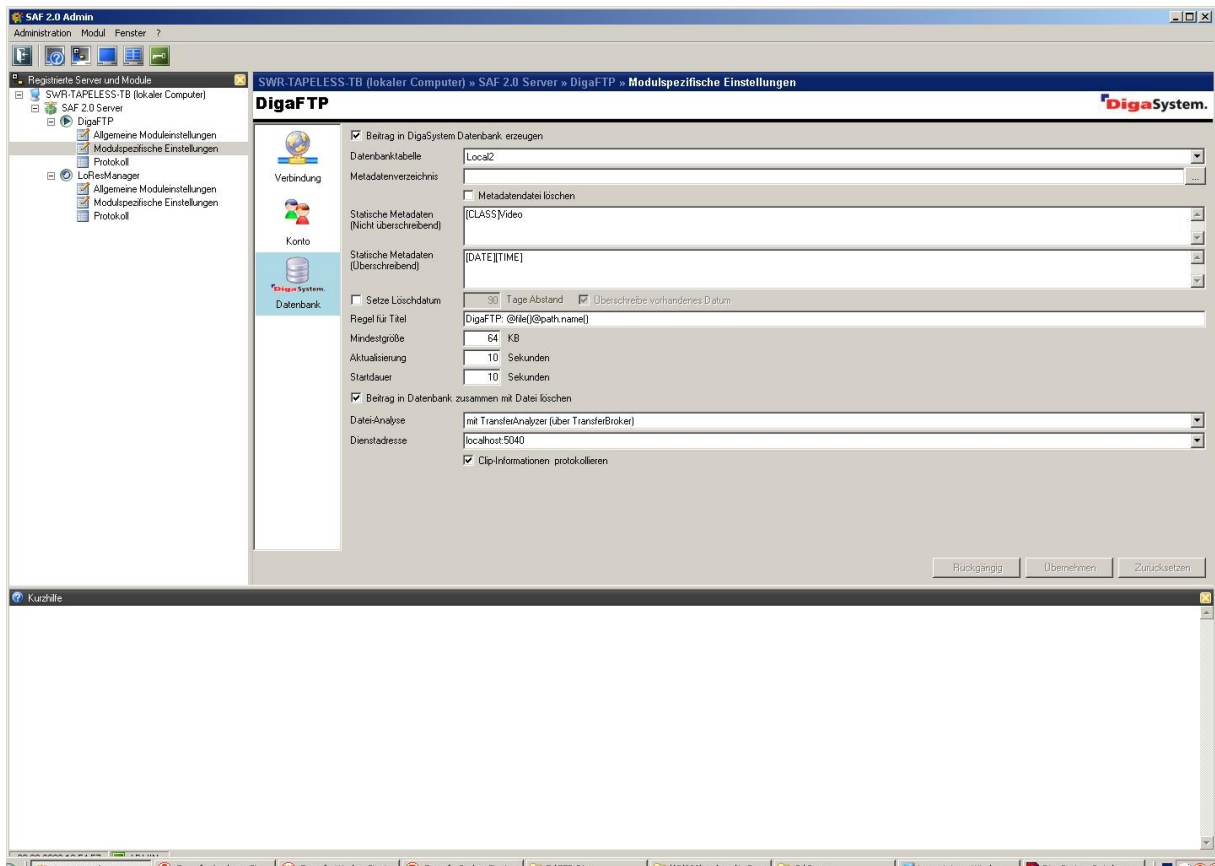 SAF 2.0 Admin
Administration Modul Fenster ?
Registrierte Server und Module
SWR-TAPELESS-TB (lokaler Computer)
SAF 2.0 Server
DigaFTP
Allgemeine Moduleinstellungen
Modulspezifische Einstellungen
Protokoll
LoResManager
Allgemeine Moduleinstellungen
Modulspezifische Einstellungen
Protokoll
SWR-TAPELESS-TB (lokaler Computer) » SAF 2.0 Server » DigaFTP » Modulspezifische Einstellungen
DigaFTP
DigaSystem.
Verbindung
Konto
DigaSystem.
Datenbank
Beitrag in DigaSystem Datenbank erzeugen
Datenbanktabelle Local2
Metadatenverzeichnis ...
Metadatendatei löschen
Statische Metadaten
(Nicht überschreibend)
[CLASS]Video
Statische Metadaten
(Überschreibend)
[DATE][TIME]
Setze Löschdatum 90 Tage Abstand Überschreibe vorhandenes Datum
Regel für Titel DigaFTP: @file()@path.name()
Mindestgröße 64 KB
Aktualisierung 10 Sekunden
Startdauer 10 Sekunden
Beitrag in Datenbank zusammen mit Datei löschen
Datei-Analyse mit TransferAnalyzer (über TransferBroker)
Dienstadresse localhost:5040
Clip-Informationen protokollieren
Rückgängig Übernehmen Zurücksetzen
Kurzhilfe